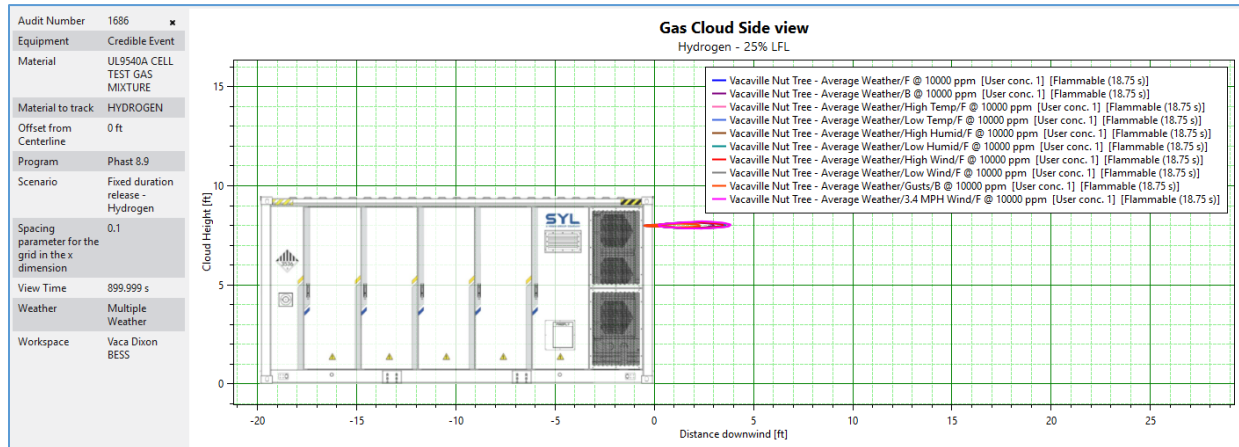 Audit Number 1686 ×
Equipment Credible Event
Material UL9540A CELL
TEST GAS
MIXTURE
Material to track HYDROGEN
Offset from 0 ft
Centerline
Program Phast 8.9
Scenario Fixed duration
release -
Hydrogen
Spacing 0.1
parameter for the
grid in the x
dimension
View Time 899.999 s
Weather Multiple
Weather
Workspace Vaca Dixon
BESS
Gas Cloud Side view
Hydrogen - 25% LFL
Vacaville Nut Tree - Average Weather/F @ 10000 ppm [User conc. 1] [Flammable (18.75 s)]
Vacaville Nut Tree - Average Weather/B @ 10000 ppm [User conc. 1] [Flammable (18.75 s)]
Vacaville Nut Tree - Average Weather/High Temp/F @ 10000 ppm [User conc. 1] [Flammable (18.75 s)]
Vacaville Nut Tree - Average Weather/Low Temp/F @ 10000 ppm [User conc. 1] [Flammable (18.75 s)]
Vacaville Nut Tree - Average Weather/High Humid/F @ 10000 ppm [User conc. 1] [Flammable (18.75 s)]
Vacaville Nut Tree - Average Weather/Low Humid/F @ 10000 ppm [User conc. 1] [Flammable (18.75 s)]
Vacaville Nut Tree - Average Weather/High Wind/F @ 10000 ppm [User conc. 1] [Flammable (18.75 s)]
Vacaville Nut Tree - Average Weather/Low Wind/F @ 10000 ppm [User conc. 1] [Flammable (18.75 s)]
Vacaville Nut Tree - Average Weather/Gusts/B @ 10000 ppm [User conc. 1] [Flammable (18.75 s)]
Vacaville Nut Tree - Average Weather/3.4 MPH Wind/F @ 10000 ppm [User conc. 1] [Flammable (18.75 s)]
Cloud Height [ft]
15
10
5
0
SYL
-20 -15 -10 -5 0 5 10 15 20 25
Distance downwind [ft]